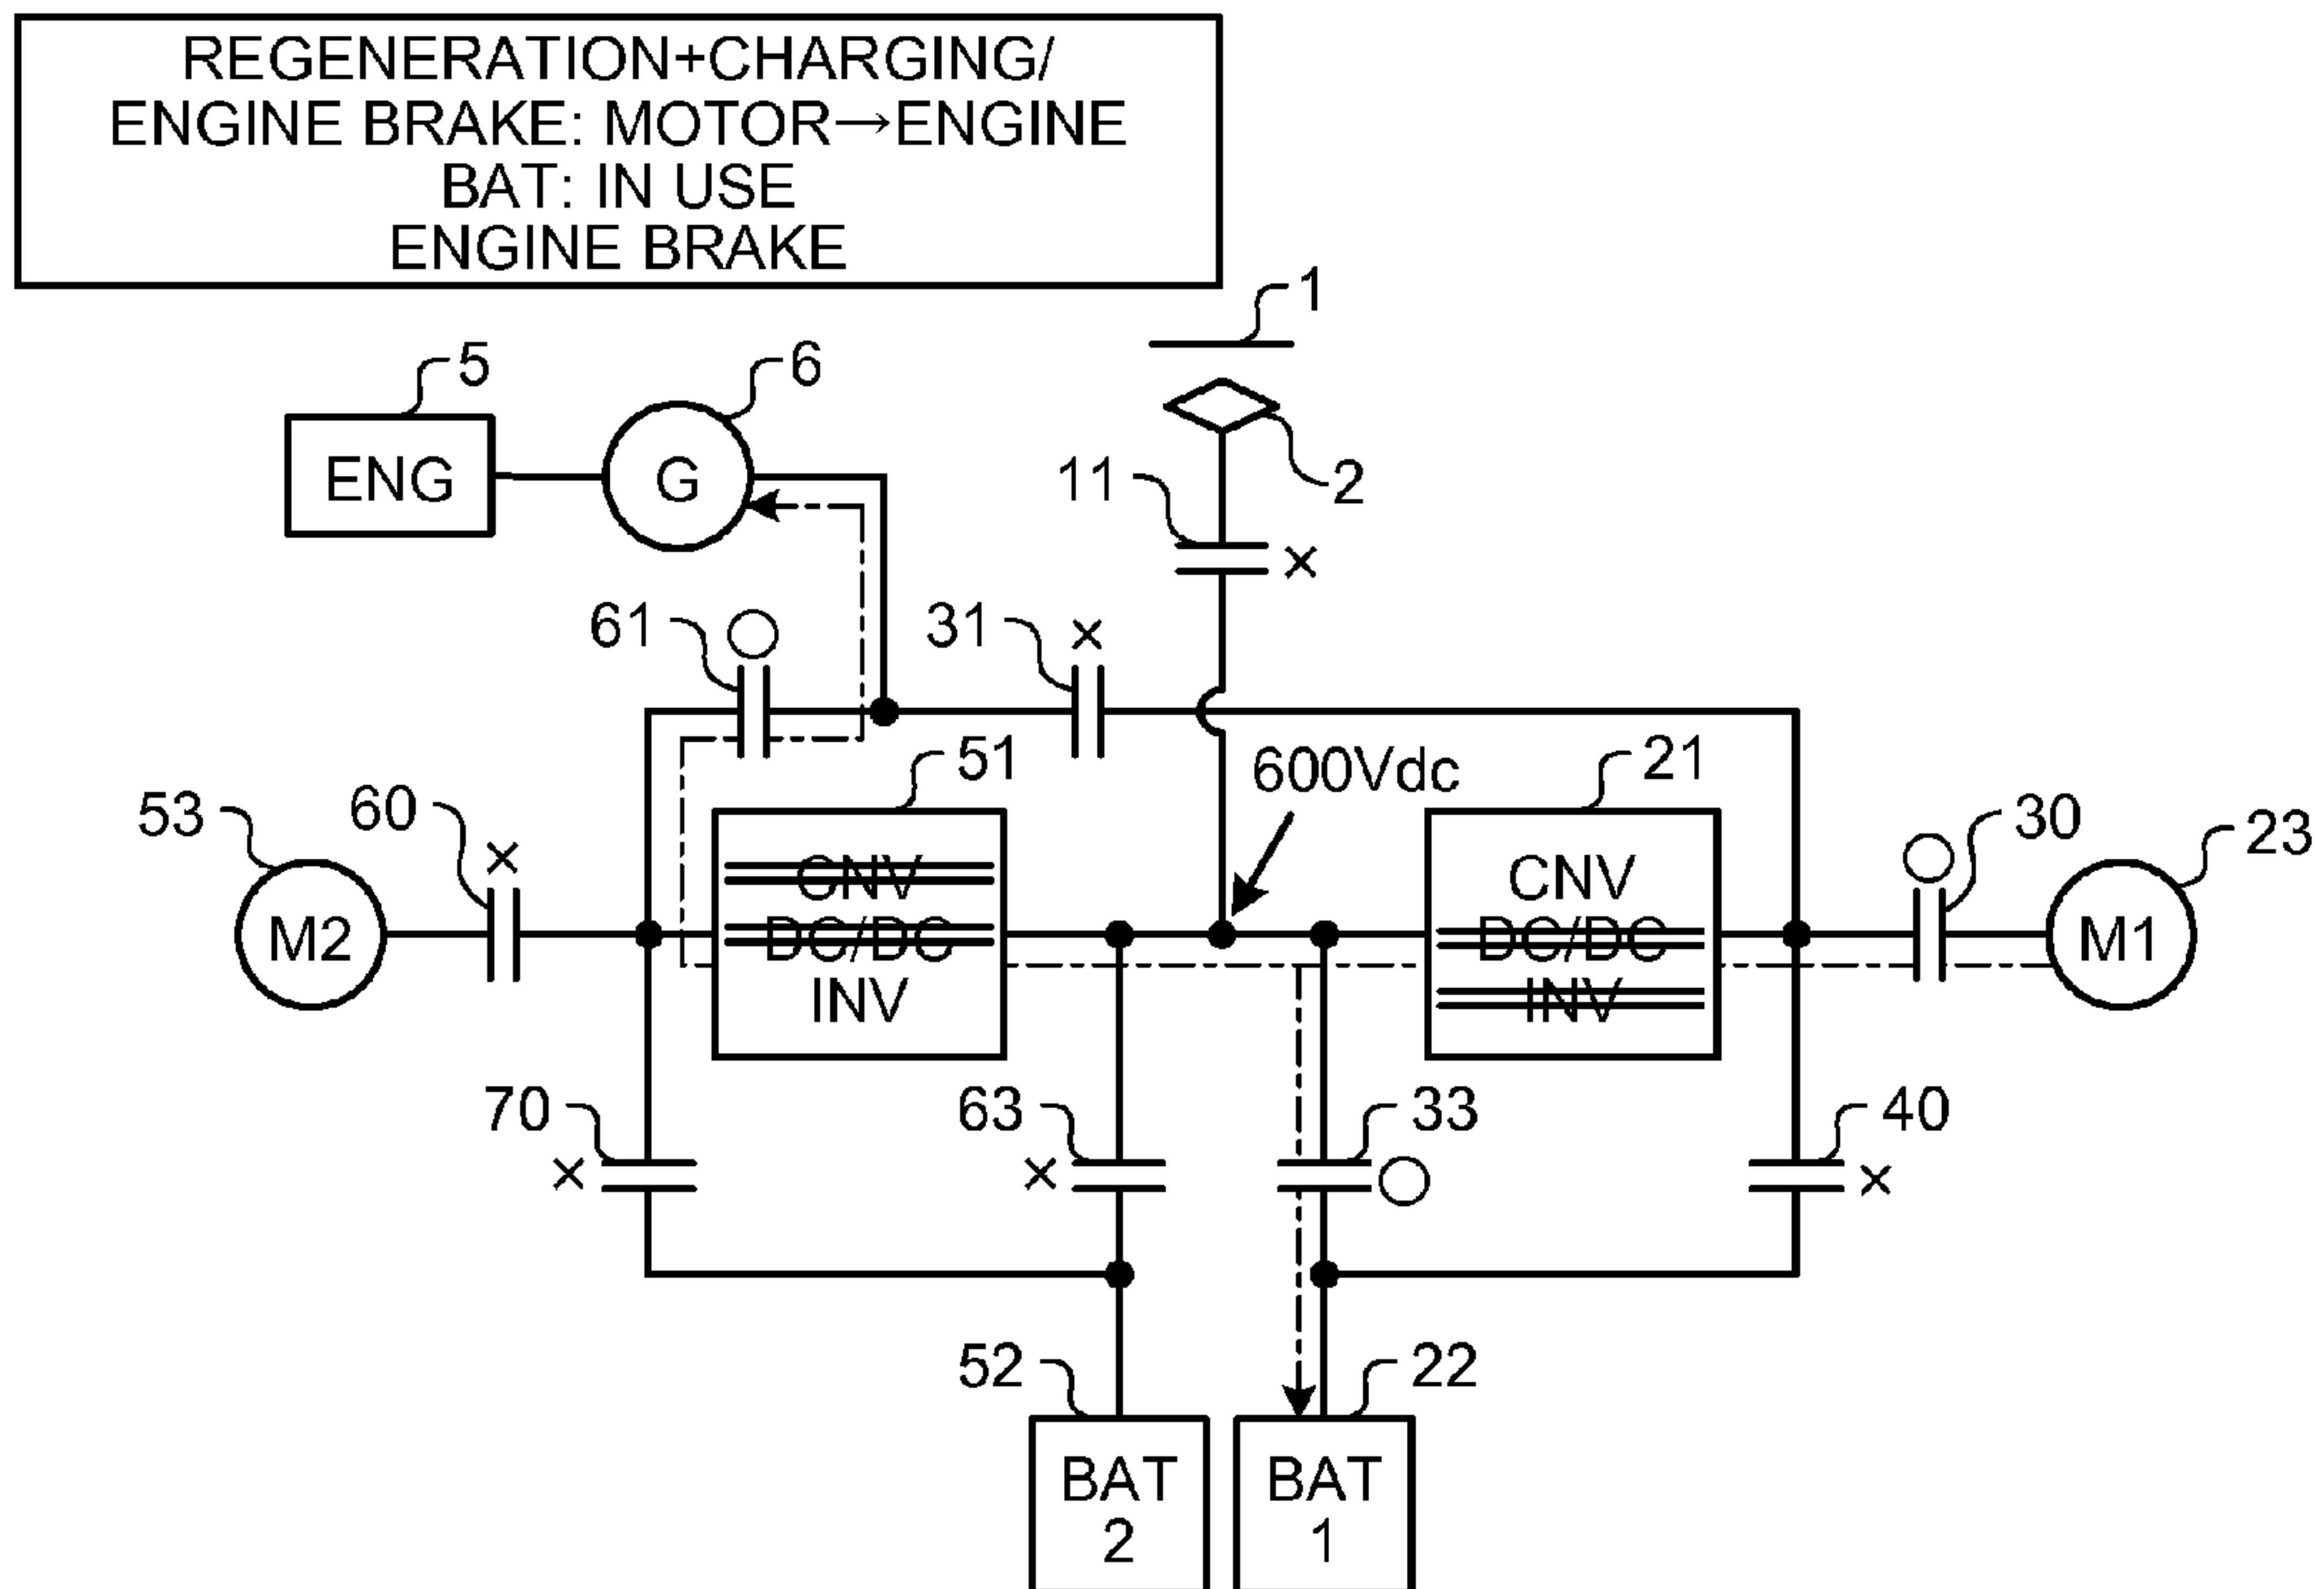 REGENERATION+CHARGING/
ENGINE BRAKE: MOTOR→ENGINE
BAT: IN USE
ENGINE BRAKE
1
5
6
ENG
G
11
2
61
31
×
×
51
600Vdc
21
53
60
×
30
23
CNV
DC/DC
INV
CNV
DC/DC
INV
M2
M1
70
63
33
40
×
×
×
52
22
BAT
2
BAT
1